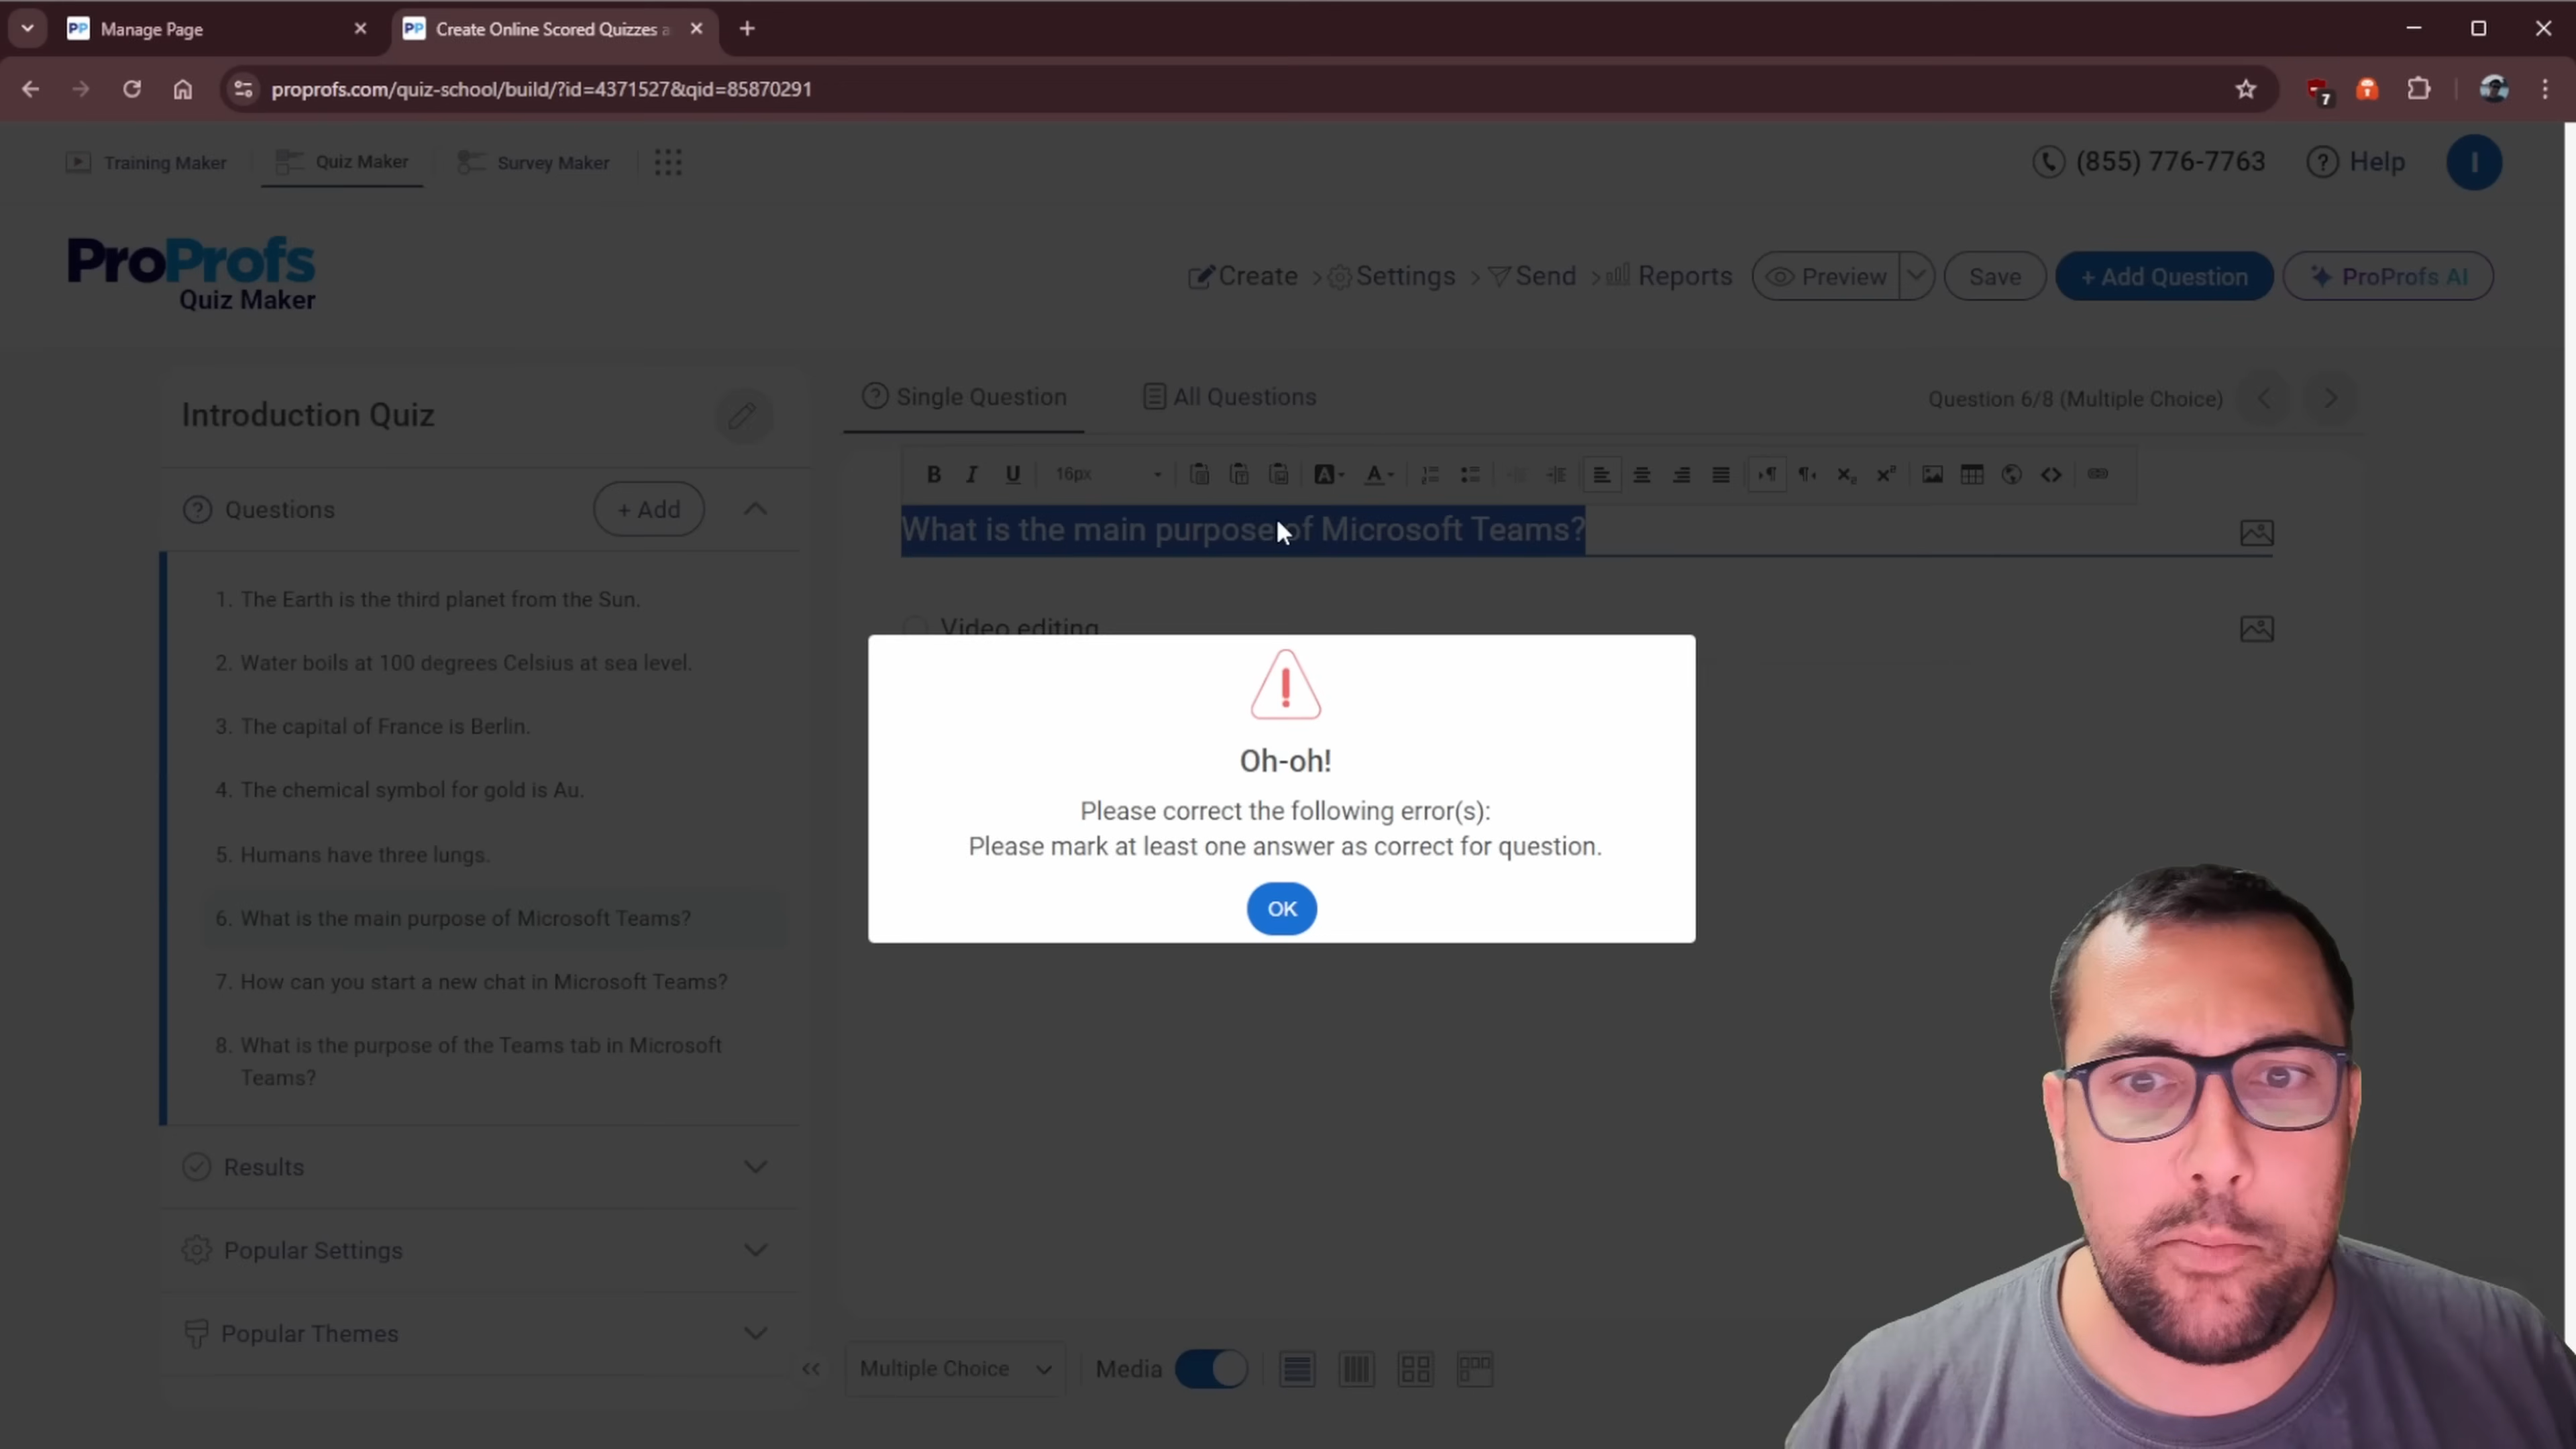 Manage Page
Create Online Scored Quizzes a
proprofs.com/quiz-school/build/?id=4371527&qid=85870291
7
Training Maker
Quiz Maker
Survey Maker
(855) 776-7763
? Help
I
ProProfs
Quiz Maker
Create > Settings > Send > Reports
Preview
Save
+ Add Question
ProProfs AI
Introduction Quiz
? Single Question
All Questions
Question 6/8 (Multiple Choice)
? Questions
+ Add
B I U 16px
What is the main purpose of Microsoft Teams?
Video editing
1. The Earth is the third planet from the Sun.
2. Water boils at 100 degrees Celsius at sea level.
3. The capital of France is Berlin.
4. The chemical symbol for gold is Au.
5. Humans have three lungs.
6. What is the main purpose of Microsoft Teams?
7. How can you start a new chat in Microsoft Teams?
8. What is the purpose of the Teams tab in Microsoft
Teams?
Oh-oh!
Please correct the following error(s):
Please mark at least one answer as correct for question.
OK
Results
Popular Settings
Popular Themes
Multiple Choice
Media